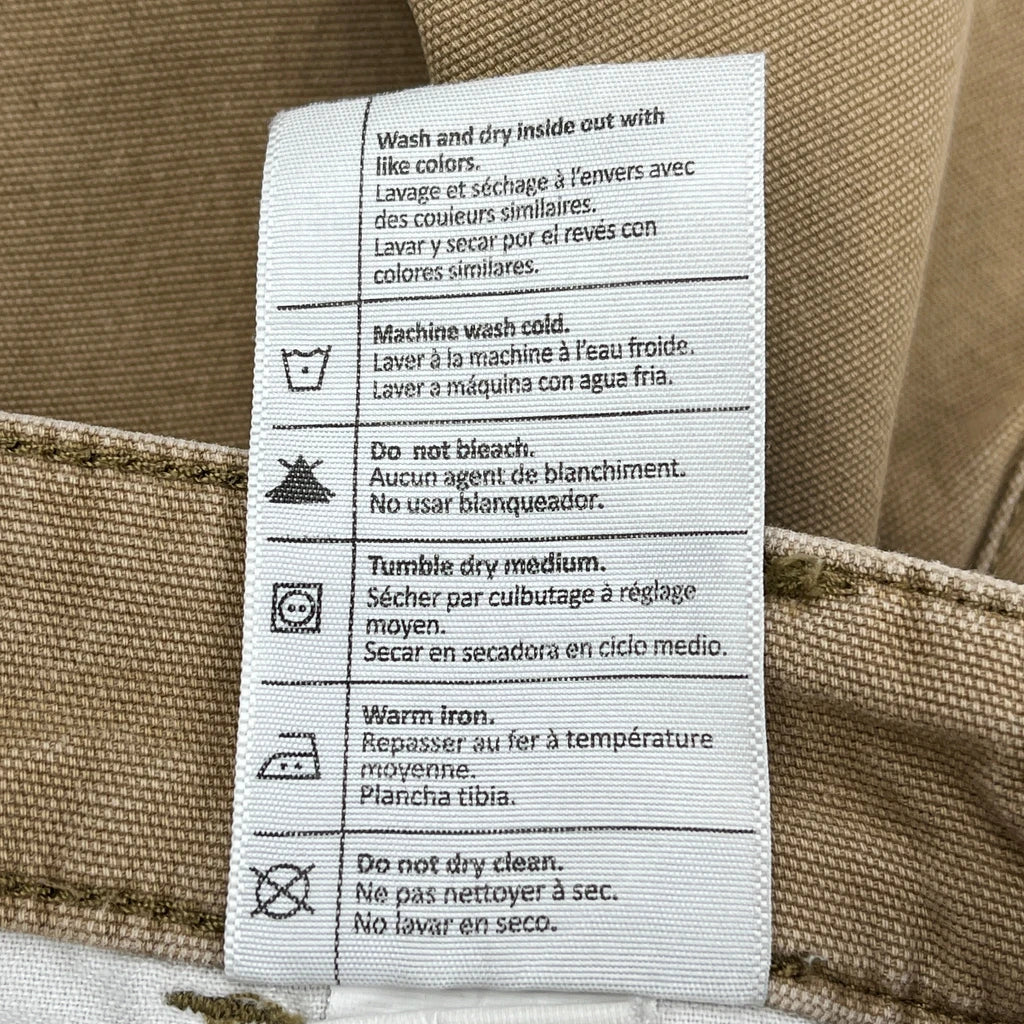 Wash and dry inside out with
like colors.
Lavage et séchage à l'envers avec
des couleurs similaires.
Lavar y secar por el revés con
colores similares.
Machine wash cold.
Laver à la machine à l'eau froide.
Laver a máquina con agua fria.
Do not bleach.
Aucun agent de blanchiment.
No usar blanqueador.
Tumble dry medium.
Sécher par culbutage à réglage
moyen.
Secar en secadora en ciclo medio.
Warm iron.
Repasser au fer à température
moyenne.
Plancha tibia.
Do not dry clean.
Ne pas nettoyer à sec.
No lavar en seco.